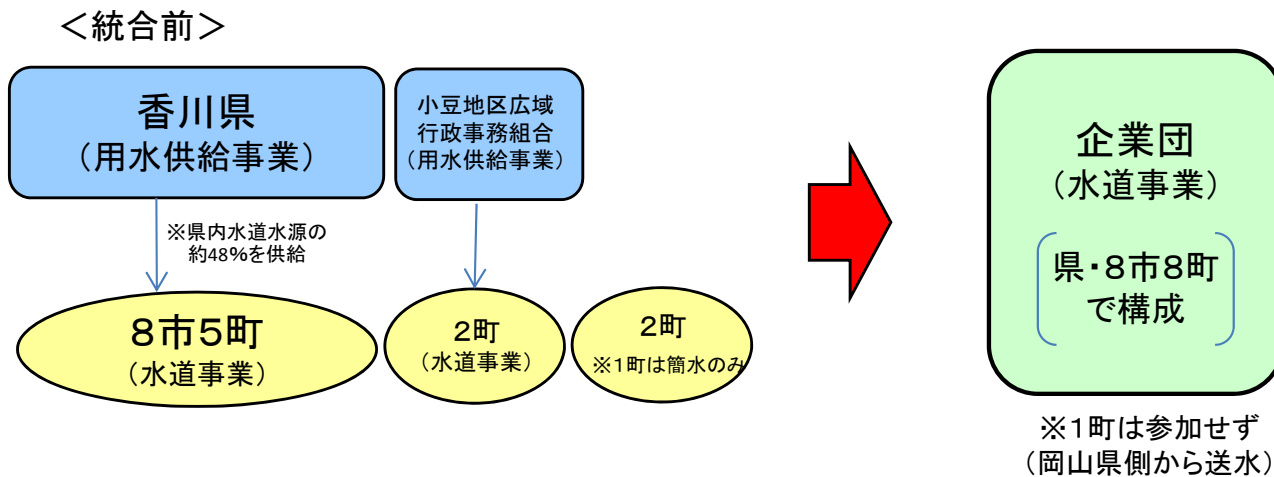 ＜統合前＞
香川県
（用水供給事業）
小豆地区広域
行政事務組合
（用水供給事業）
※県内水道水源の
約48％を供給
８市５町
（水道事業）
２町
（水道事業）
２町
※１町は簡水のみ
企業団
（水道事業）
県・８市８町
で構成
※１町は参加せず
（岡山県側から送水）